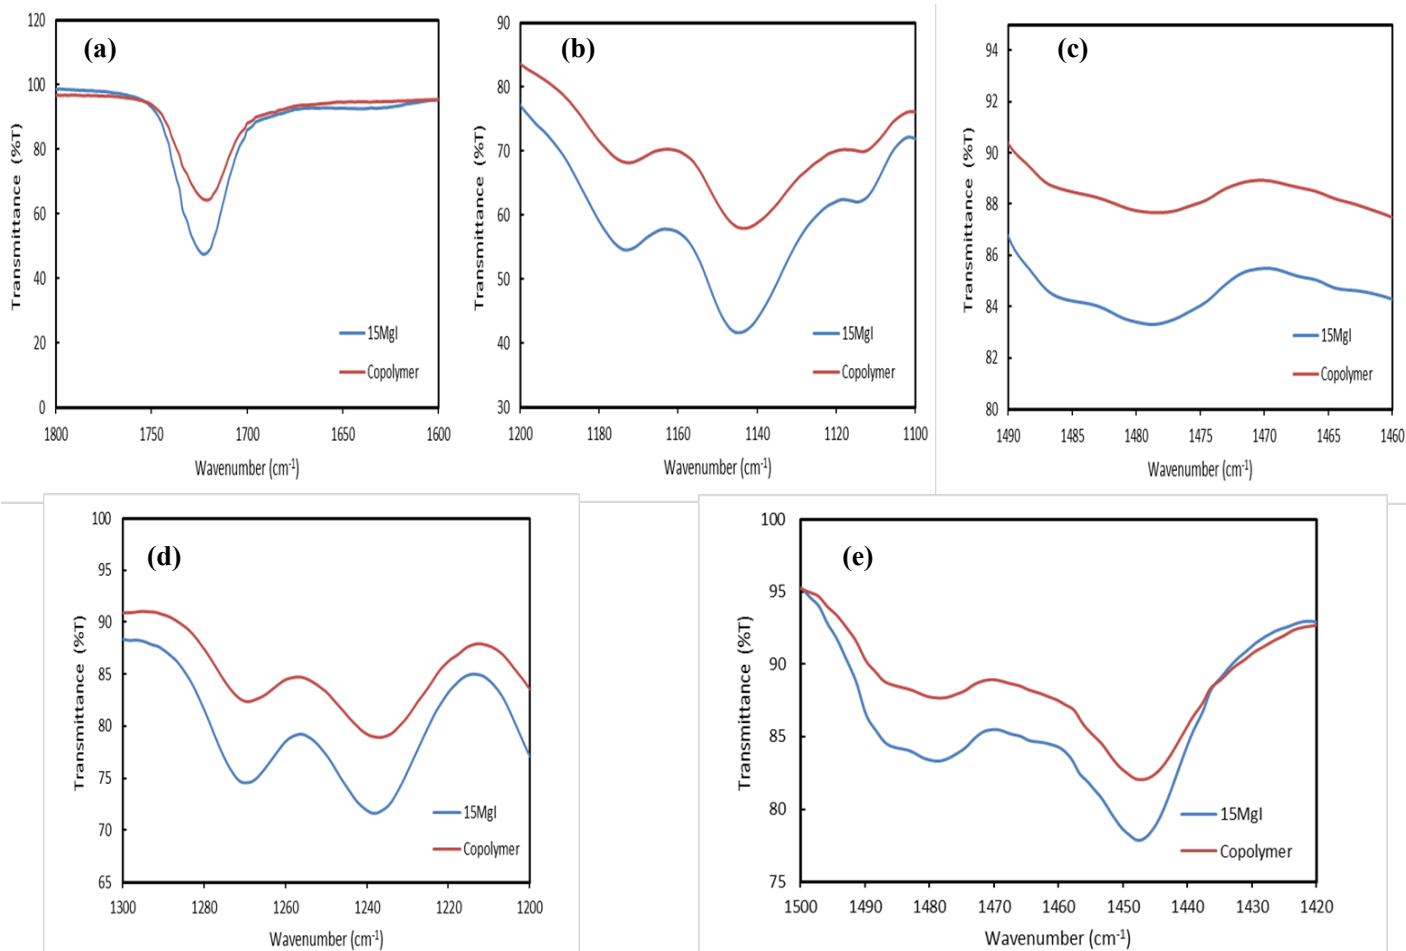 (a)
Transmittance (%T)
120
100
80
60
40
20
0
1800 1750 1700 1650 1600
Wavenumber (cm-1)
15MgI
Copolymer
(b)
Transmittance (%T)
90
80
70
60
50
40
30
1200 1180 1160 1140 1120 1100
Wavenumber (cm-1)
15MgI
Copolymer
(c)
Transmittance (%T)
94
92
90
88
86
84
82
80
1490 1485 1480 1475 1470 1465 1460
Wavenumber (cm-1)
15MgI
Copolymer
(d)
Transmittance (%T)
100
95
90
85
80
75
70
65
1300 1280 1260 1240 1220 1200
Wavenumber (cm-1)
15MgI
Copolymer
(e)
Transmittance (%T)
100
95
90
85
80
75
1500 1490 1480 1470 1460 1450 1440 1430 1420
Wavenumber (cm-1)
15MgI
Copolymer